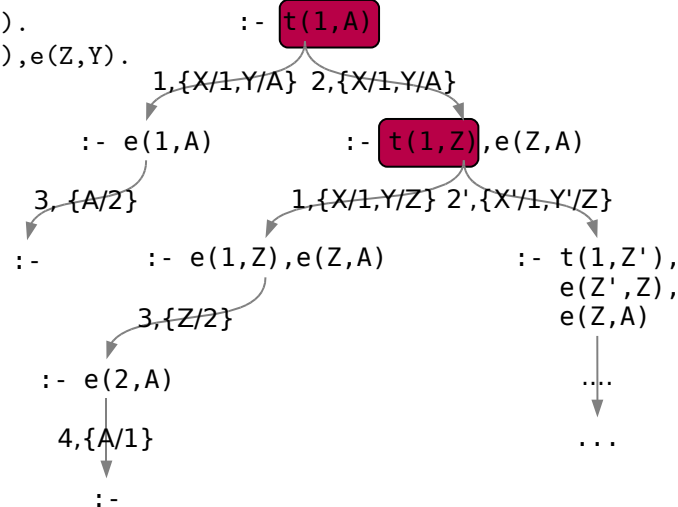 ). :- t(1,A)
),e(Z,Y).
1,{X/1,Y/A} 2,{X/1,Y/A}
:- e(1,A) :- t(1,Z),e(Z,A)
3, {A/2} 1,{X/1,Y/Z} 2',{X'/1,Y'/Z}
:- :- e(1,Z),e(Z,A) :- t(1,Z'),
e(Z',Z),
e(Z,A)
3,{Z/2}
:- e(2,A) ....
4,{A/1} ...
:-